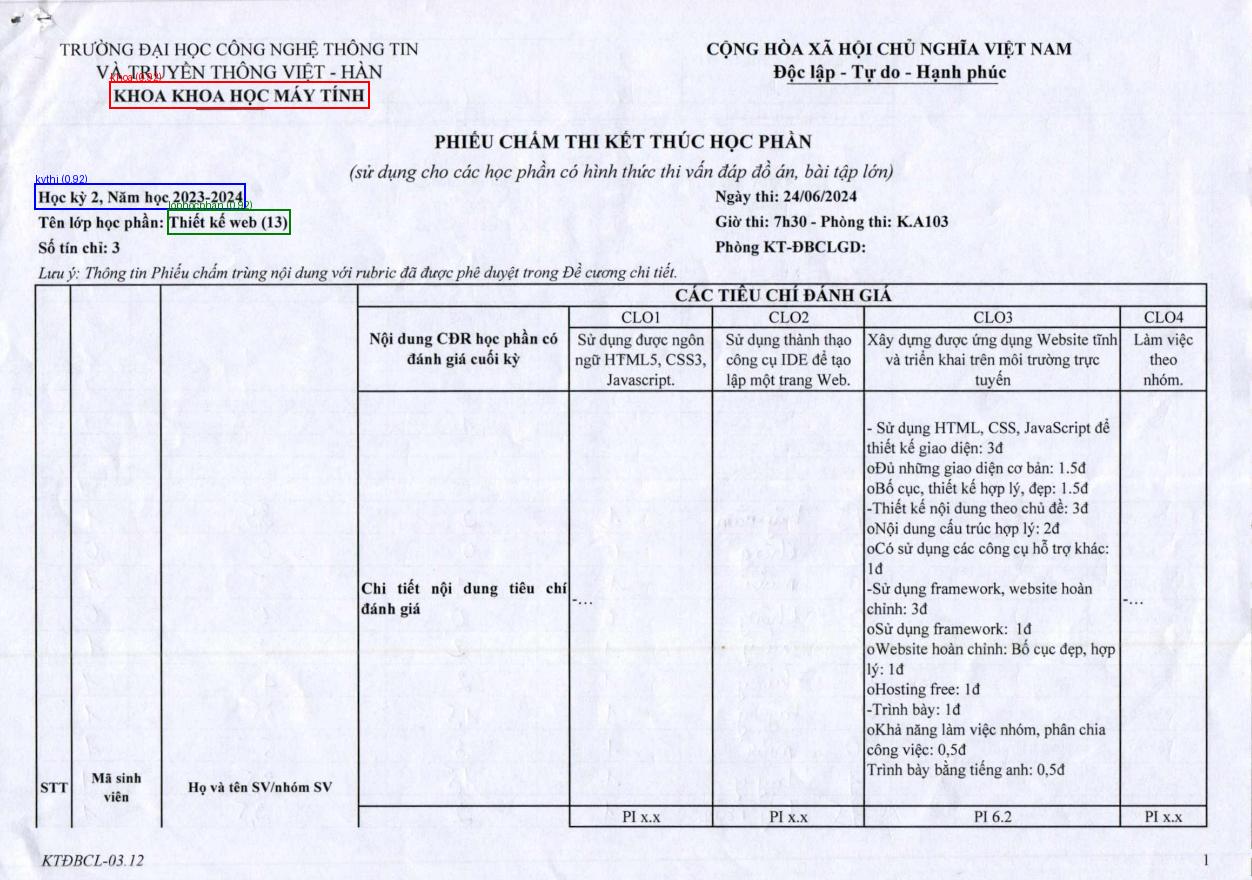 TRƯỜNG ĐẠI HỌC CÔNG NGHỆ THÔNG TIN
VÀ TRUYỀN THÔNG VIỆT - HÀN
khoa (0.92)
KHOA KHOA HỌC MÁY TÍNH
CỘNG HÒA XÃ HỘI CHỦ NGHĨA VIỆT NAM
Độc lập - Tự do - Hạnh phúc
PHIẾU CHẤM THI KẾT THÚC HỌC PHẦN
(sử dụng cho các học phần có hình thức thi vấn đáp đồ án, bài tập lớn)
kythi (0.92)
Học kỳ 2, Năm học 2023-2024
lophocphan (0.92)
Tên lớp học phần: Thiết kế web (13)
Số tín chỉ: 3
Ngày thi: 24/06/2024
Giờ thi: 7h30 - Phòng thi: K.A103
Phòng KT-ĐBCLGD:
Lưu ý: Thông tin Phiếu chấm trùng nội dung với rubric đã được phê duyệt trong Đề cương chi tiết.
CÁC TIÊU CHÍ ĐÁNH GIÁ
Nội dung CĐR học phần có
đánh giá cuối kỳ
CLO1
Sử dụng được ngôn
ngữ HTML5, CSS3,
Javascript.
CLO2
Sử dụng thành thạo
công cụ IDE để tạo
lập một trang Web.
CLO3
Xây dựng được ứng dụng Website tĩnh
và triển khai trên môi trường trực
tuyến
CLO4
Làm việc
theo
nhóm.
Chi tiết nội dung tiêu chí
đánh giá
-…
- Sử dụng HTML, CSS, JavaScript để
thiết kế giao diện: 3đ
oĐủ những giao diện cơ bản: 1.5đ
oBố cục, thiết kế hợp lý, đẹp: 1.5đ
-Thiết kế nội dung theo chủ đề: 3đ
oNội dung cấu trúc hợp lý: 2đ
oCó sử dụng các công cụ hỗ trợ khác:
1đ
-Sử dụng framework, website hoàn
chỉnh: 3đ
oSử dụng framework: 1đ
oWebsite hoàn chỉnh: Bố cục đẹp, hợp
lý: 1đ
oHosting free: 1đ
-Trình bày: 1đ
oKhả năng làm việc nhóm, phân chia
công việc: 0,5đ
Trình bày bằng tiếng anh: 0,5đ
-…
STT
Mã sinh
viên
Họ và tên SV/nhóm SV
PI x.x
PI x.x
PI 6.2
PI x.x
KTĐBCL-03.12
1